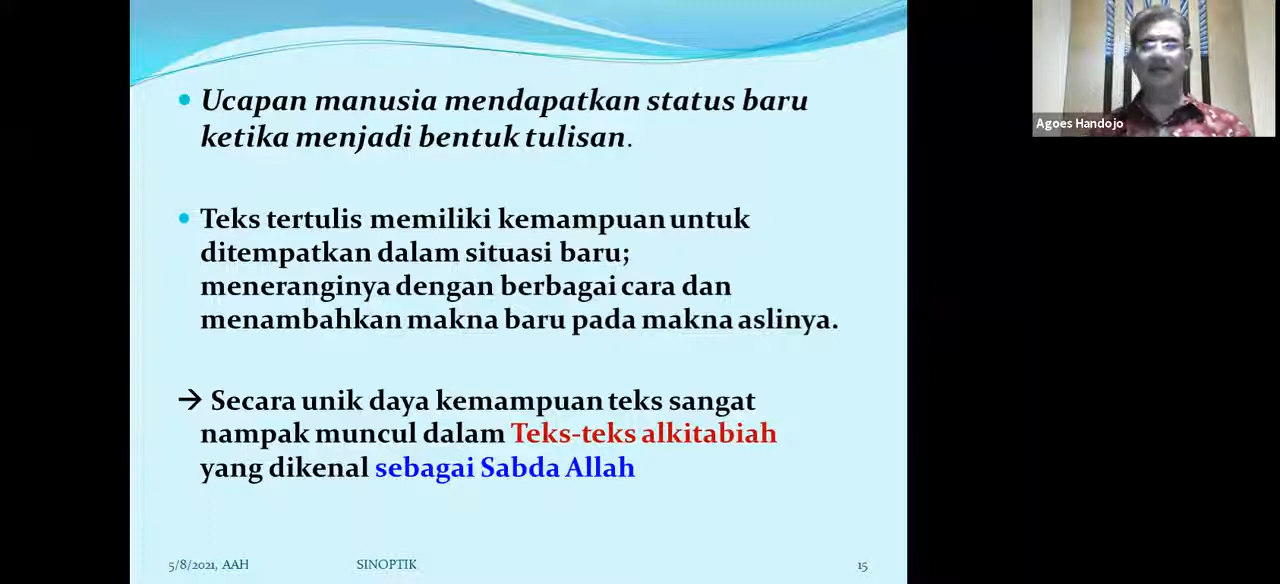 Ucapan manusia mendapatkan status baru
ketika menjadi bentuk tulisan.
Teks tertulis memiliki kemampuan untuk
ditempatkan dalam situasi baru;
meneranginya dengan berbagai cara dan
menambahkan makna baru pada makna aslinya.
→ Secara unik daya kemampuan teks sangat
nampak muncul dalam Teks-teks alkitabiah
yang dikenal sebagai Sabda Allah
5/8/2021, AAH SINOPTIK 15
Agoes Handojo